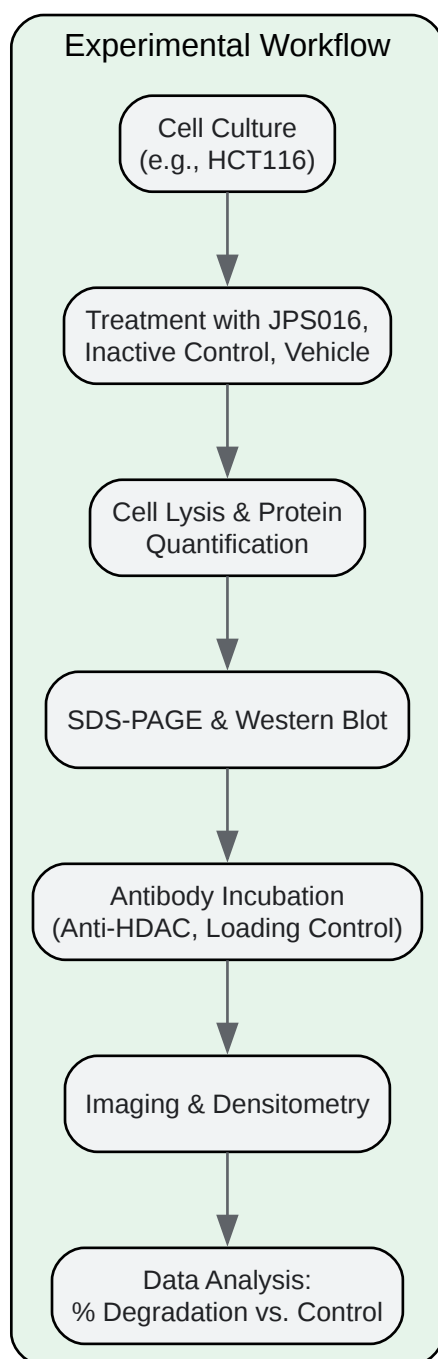 Experimental Workflow
Cell Culture
(e.g., HCT116)
Treatment with JPS016,
Inactive Control, Vehicle
Cell Lysis & Protein
Quantification
SDS-PAGE & Western Blot
Antibody Incubation
(Anti-HDAC, Loading Control)
Imaging & Densitometry
Data Analysis:
% Degradation vs. Control